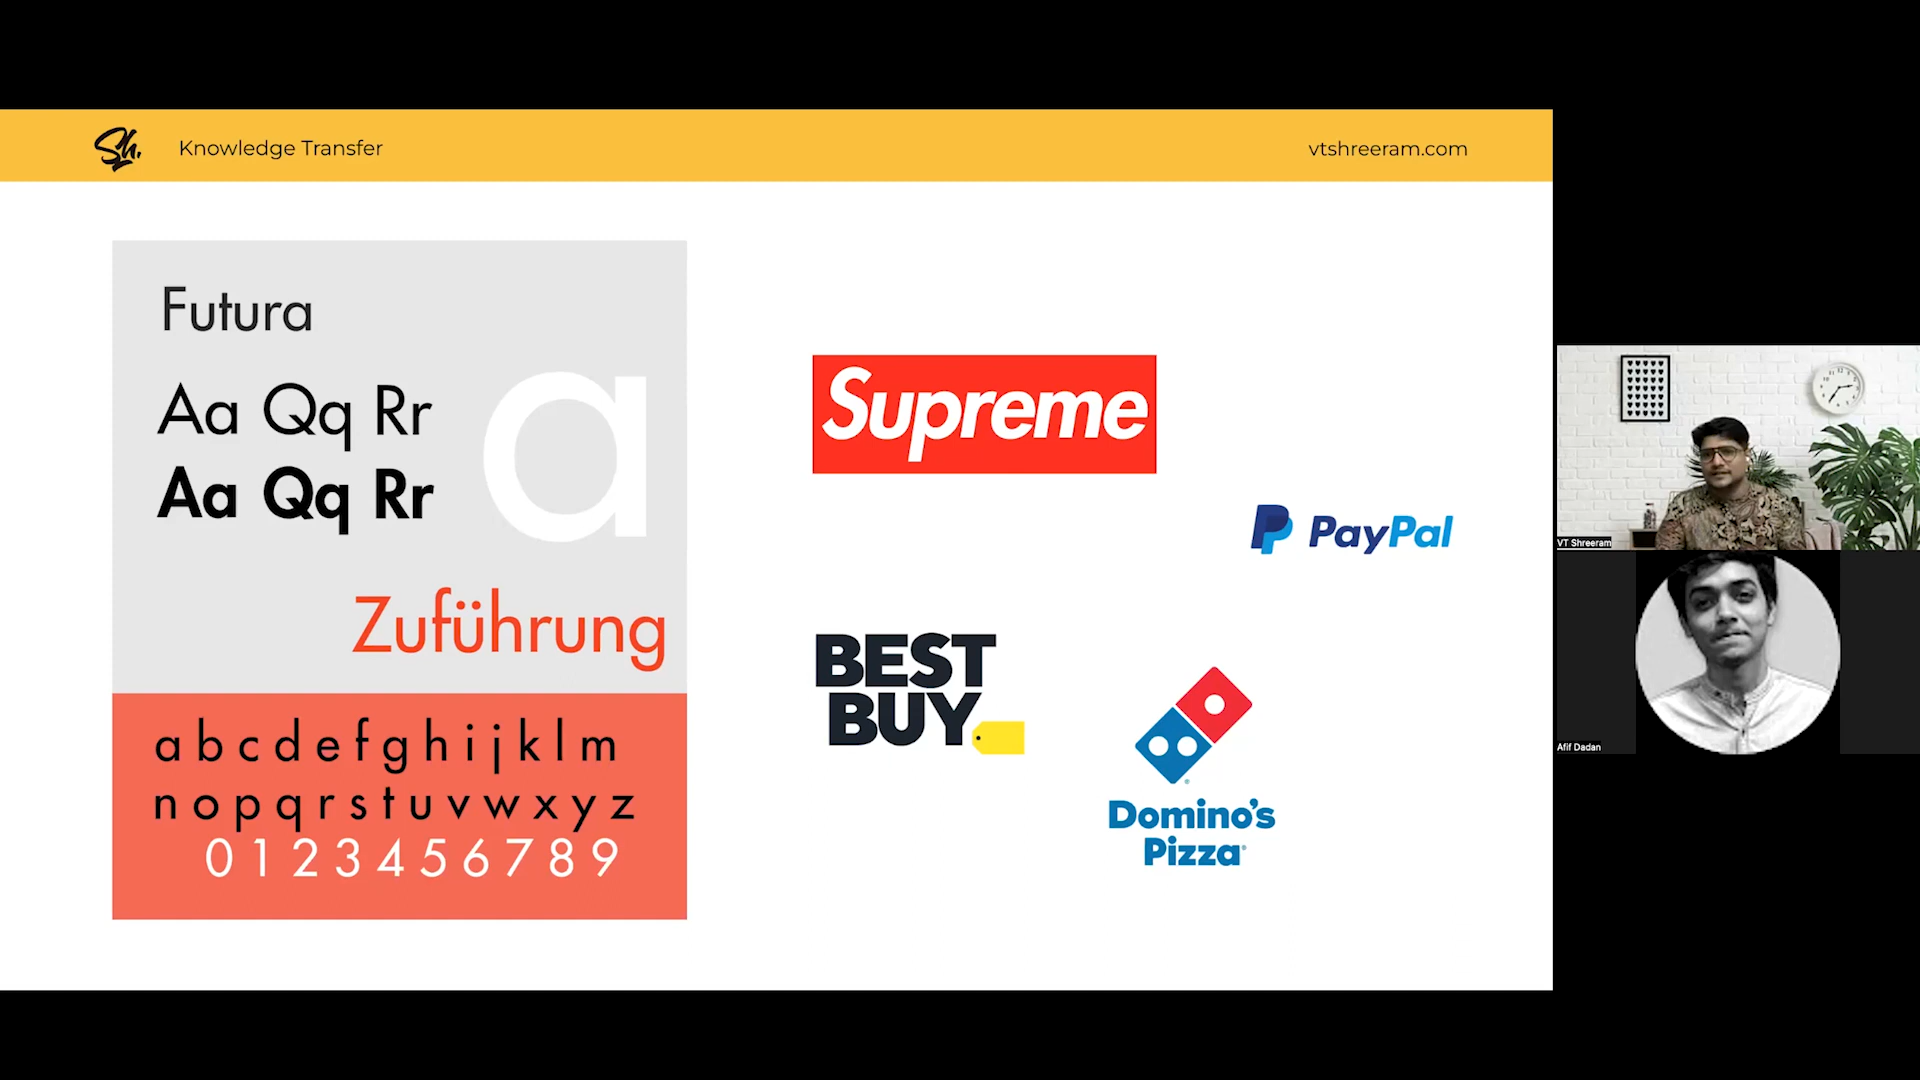 Sh.
Knowledge Transfer
vtshreeram.com
Futura
Aa Qq Rr
Aa Qq Rr
a
Zuführung
a b c d e f g h i j k l m
n o p q r s t u v w x y z
0 1 2 3 4 5 6 7 8 9
Supreme
PayPal
BEST
BUY
Domino's
Pizza
VT Shreeram
Afif Dadan